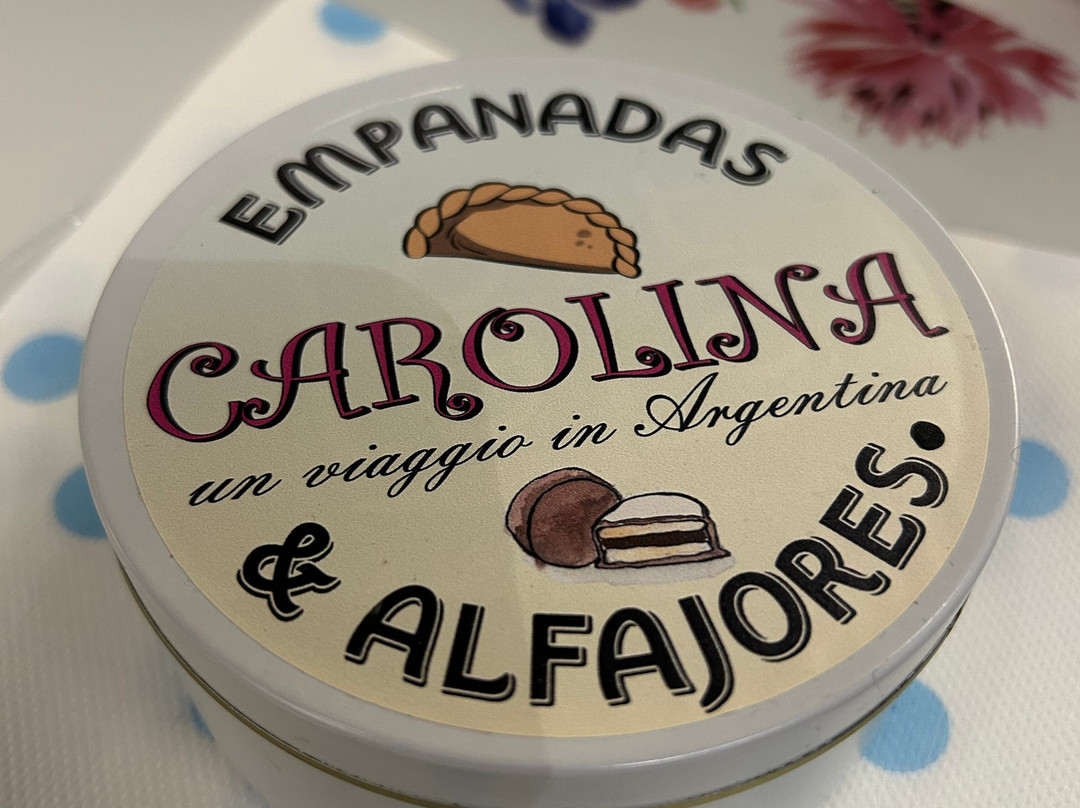 EMPANADAS
CAROLINA
un viaggio in Argentina
& ALFAJORES.